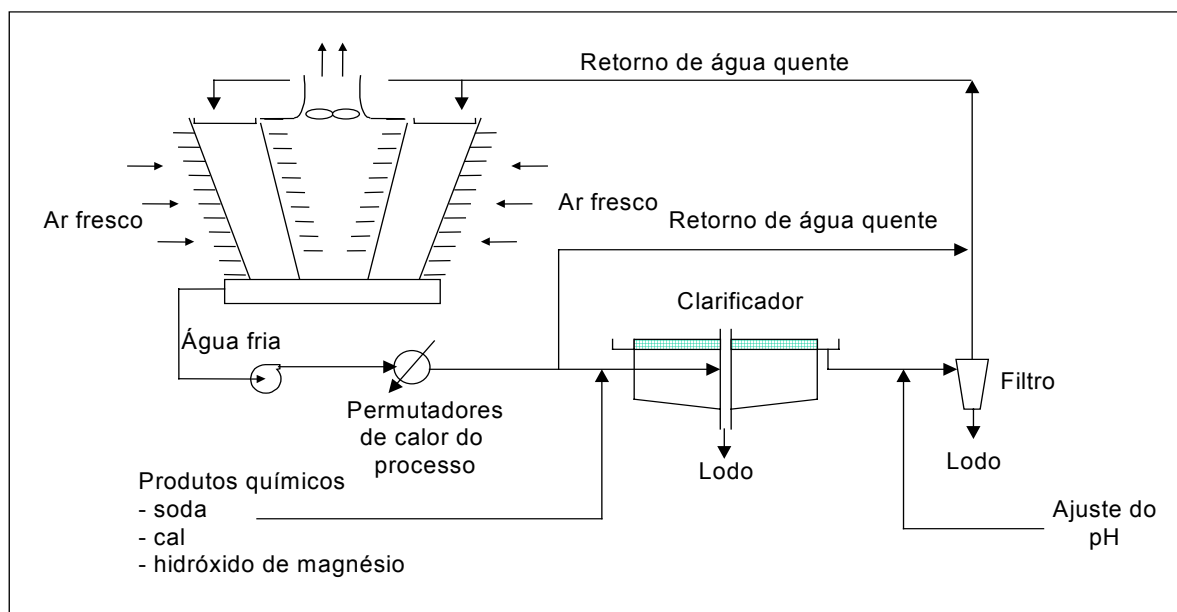 Retorno de água quente
Ar fresco
Ar fresco
Retorno de água quente
Clarificador
Água fria
Filtro
Permutadores
de calor do
processo
Lodo
Lodo
Produtos químicos
- soda
- cal
- hidróxido de magnésio
Ajuste do
pH